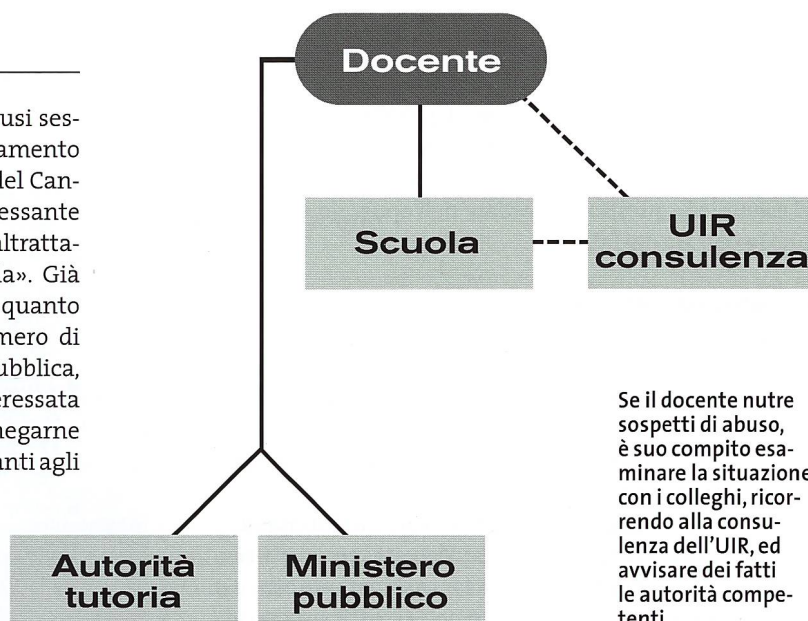 usi ses-
amento
del Can-
essante
altratta-
a». Già
quanto
mero di
ubblica,
eressata
negarne
anti agli
Docente
Scuola
UIR
consulenza
Autorità
tutoria
Ministero
pubblico
Se il docente nutre
sospetti di abuso,
è suo compito esa-
minare la situazione
con i colleghi, ricor-
rendo alla consu-
lenza dell'UIR, ed
avvisare dei fatti
le autorità compe-
tenti